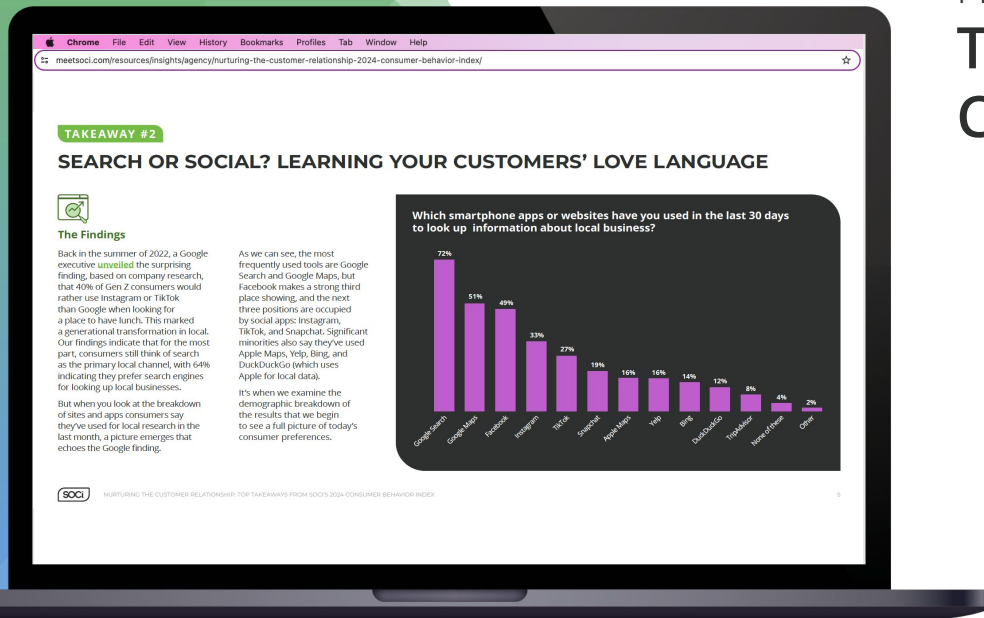 Chrome File Edit View History Bookmarks Profiles Tab Window Help
meetsoci.com/resources/insights/agency/nurturing-the-customer-relationship-2024-consumer-behavior-index/
T
TAKEAWAY #2
SEARCH OR SOCIAL? LEARNING YOUR CUSTOMERS' LOVE LANGUAGE
The Findings
Back in the summer of 2022, a Google
executive unveiled the surprising
finding, based on company research,
that 40% of Gen Z consumers would
rather use Instagram or TikTok
than Google when looking for
a place to have lunch. This marked
a generational transformation in local.
Our findings indicate that for the most
part, consumers still think of search
as the primary local channel, with 64%
indicating they prefer search engines
for looking up local businesses.
But when you look at the breakdown
of sites and apps consumers say
they've used for local research in the
last month, a picture emerges that
echoes the Google finding.
As we can see, the most
frequently used tools are Google
Search and Google Maps, but
Facebook makes a strong third
place showing, and the next
three positions are occupied
by social apps: Instagram,
TikTok, and Snapchat. Significant
minorities also say they've used
Apple Maps, Yelp, Bing, and
DuckDuckGo (which uses
Apple for local data).
It's when we examine the
demographic breakdown of
the results that we begin
to see a full picture of today's
consumer preferences.
Which smartphone apps or websites have you used in the last 30 days
to look up information about local business?
72%
51%
49%
33%
27%
19%
16%
16%
14%
12%
8%
4%
2%
Google Search
Google Maps
Facebook
Instagram
TikTok
Snapchat
Apple Maps
Yelp
Bing
DuckDuckGo
TripAdvisor
None of these
Other
SOCi
NURTURING THE CUSTOMER RELATIONSHIP: TOP TAKEAWAYS FROM SOCI'S 2024 CONSUMER BEHAVIOR INDEX